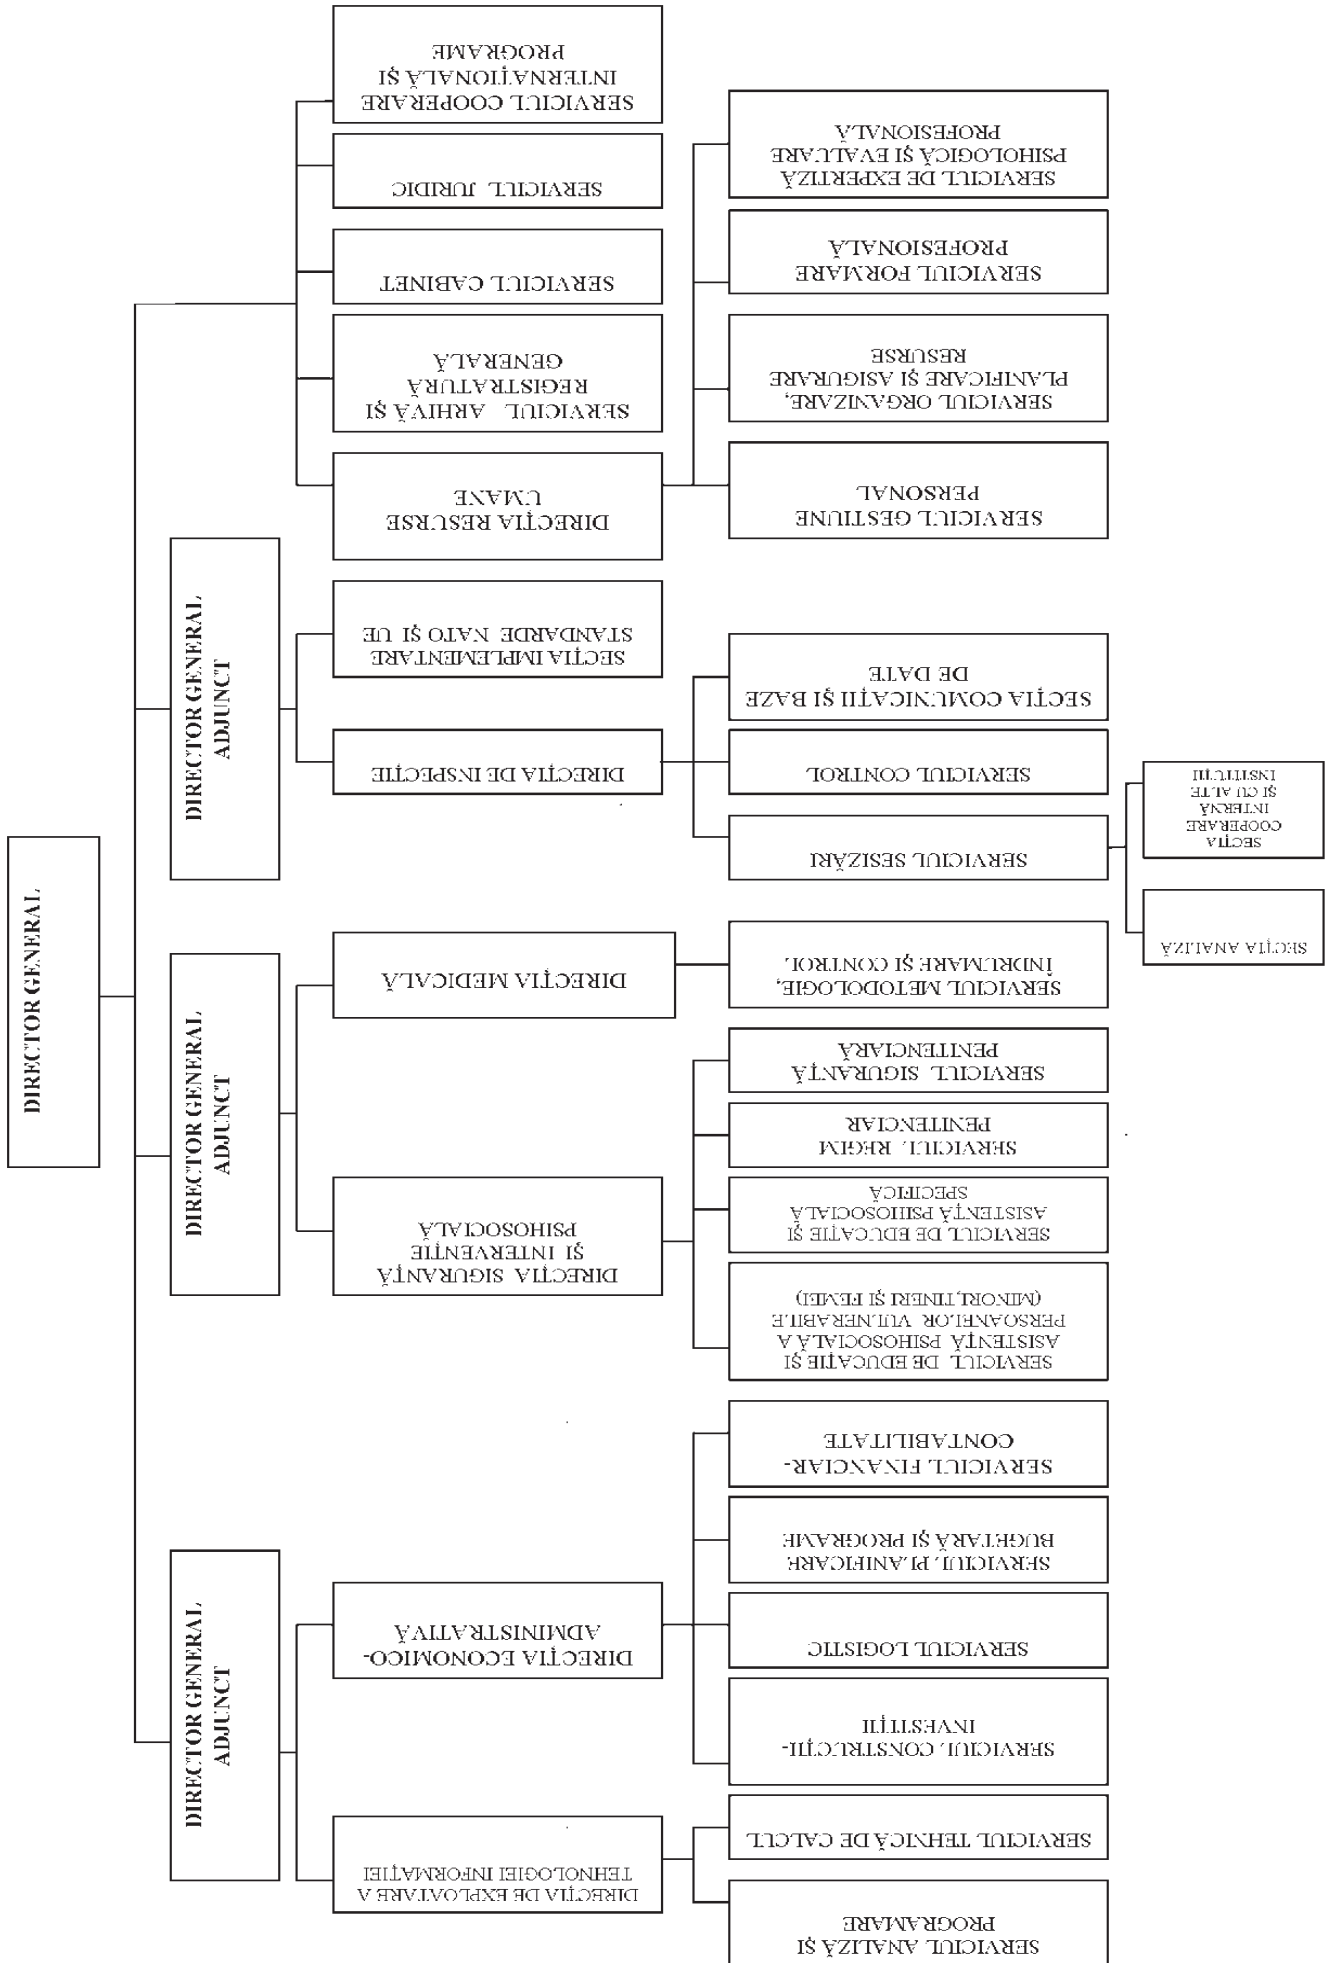 DIRECTOR GENERAL
DIRECTOR GENERAL
ADJUNCT
DIRECTOR GENERAL
ADJUNCT
DIRECTOR GENERAL
ADJUNCT
SERVICIUL COOPERARE
INTERNAȚIONALĂ ȘI
PROGRAME
SERVICIUL JURIDIC
SERVICIUL CABINET
SERVICIUL ARHIVĂ ȘI
REGISTRATURĂ
GENERALĂ
DIRECȚIA RESURSE
UMANE
SERVICIUL DE EXPERTIZĂ
PSIHOLOGICĂ ȘI EVALUARE
PROFESIONALĂ
SERVICIUL FORMARE
PROFESIONALĂ
SERVICIUL ORGANIZARE,
PLANIFICARE ȘI ASIGURARE
RESURSE
SERVICIUL GESTIUNE
PERSONAL
SECȚIA IMPLEMENTARE
STANDARDE NATO ȘI UE
DIRECȚIA DE INSPECȚIE
SECȚIA COMUNICAȚII ȘI BAZE
DE DATE
SERVICIUL CONTROL
SERVICIUL SESIZĂRI
SECȚIA
COOPERARE
INTERNĂ
ȘI CU ALTE
INSTITUȚII
SECȚIA ANALIZĂ
DIRECȚIA MEDICALĂ
SERVICIUL METODOLOGIE,
ÎNDRUMARE ȘI CONTROL
DIRECȚIA SIGURANȚĂ
ȘI INTERVENȚIE
PSIHOSOCIALĂ
SERVICIUL SIGURANȚĂ
PENITENCIARĂ
SERVICIUL REGIM
PENITENCIAR
SERVICIUL DE EDUCAȚIE ȘI
ASISTENȚĂ PSIHOSOCIALĂ
SPECIFICĂ
SERVICIUL DE EDUCAȚIE ȘI
ASISTENȚĂ PSIHOSOCIALĂ A
PERSOANELOR VULNERABILE
(MINORI,TINERI ȘI FEMEI)
DIRECȚIA ECONOMICO-
ADMINISTRATIVĂ
SERVICIUL FINANCIAR-
CONTABILITATE
SERVICIUL PLANIFICARE
BUGETARĂ ȘI PROGRAME
SERVICIUL LOGISTIC
SERVICIUL CONSTRUCȚII-
INVESTIȚII
DIRECȚIA DE EXPLOATARE A
TEHNOLOGIEI INFORMAȚIEI
SERVICIUL TEHNICĂ DE CALCUL
SERVICIUL ANALIZĂ ȘI
PROGRAMARE